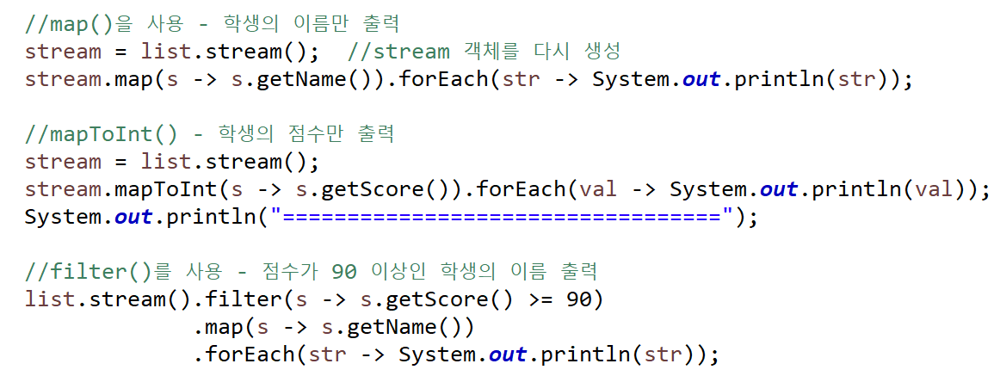 //map()을 사용 - 학생의 이름만 출력
stream = list.stream();  //stream 객체를 다시 생성
stream.map(s -> s.getName()).forEach(str -> System.out.println(str));

//mapToInt() - 학생의 점수만 출력
stream = list.stream();
stream.mapToInt(s -> s.getScore()).forEach(val -> System.out.println(val));
System.out.println("==================================");

//filter()를 사용 - 점수가 90 이상인 학생의 이름 출력
list.stream().filter(s -> s.getScore() >= 90)
             .map(s -> s.getName())
             .forEach(str -> System.out.println(str));